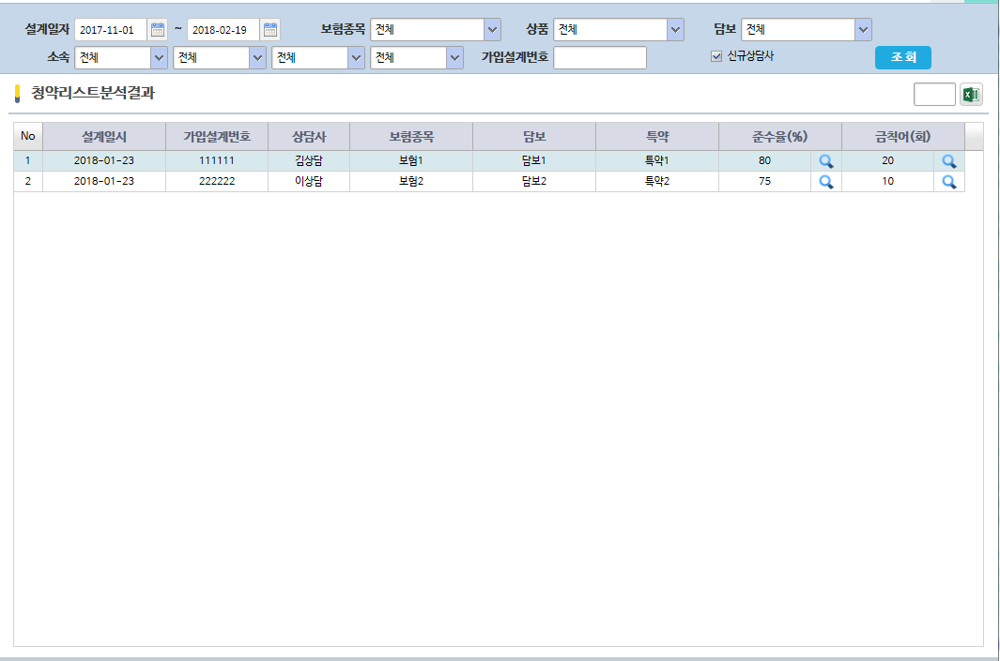 설계일자 2017-11-01 ~ 2018-02-19 보험종목 전체 상품 전체 담보 전체
소속 전체 전체 전체 전체 가입설계번호 신규상담사 조회
청약리스트분석결과
No 설계일시 가입설계번호 상담사 보험종목 담보 특약 준수율(%) 금칙어(회)
1 2018-01-23 111111 김상담 보험1 담보1 특약1 80 20
2 2018-01-23 222222 이상담 보험2 담보2 특약2 75 10